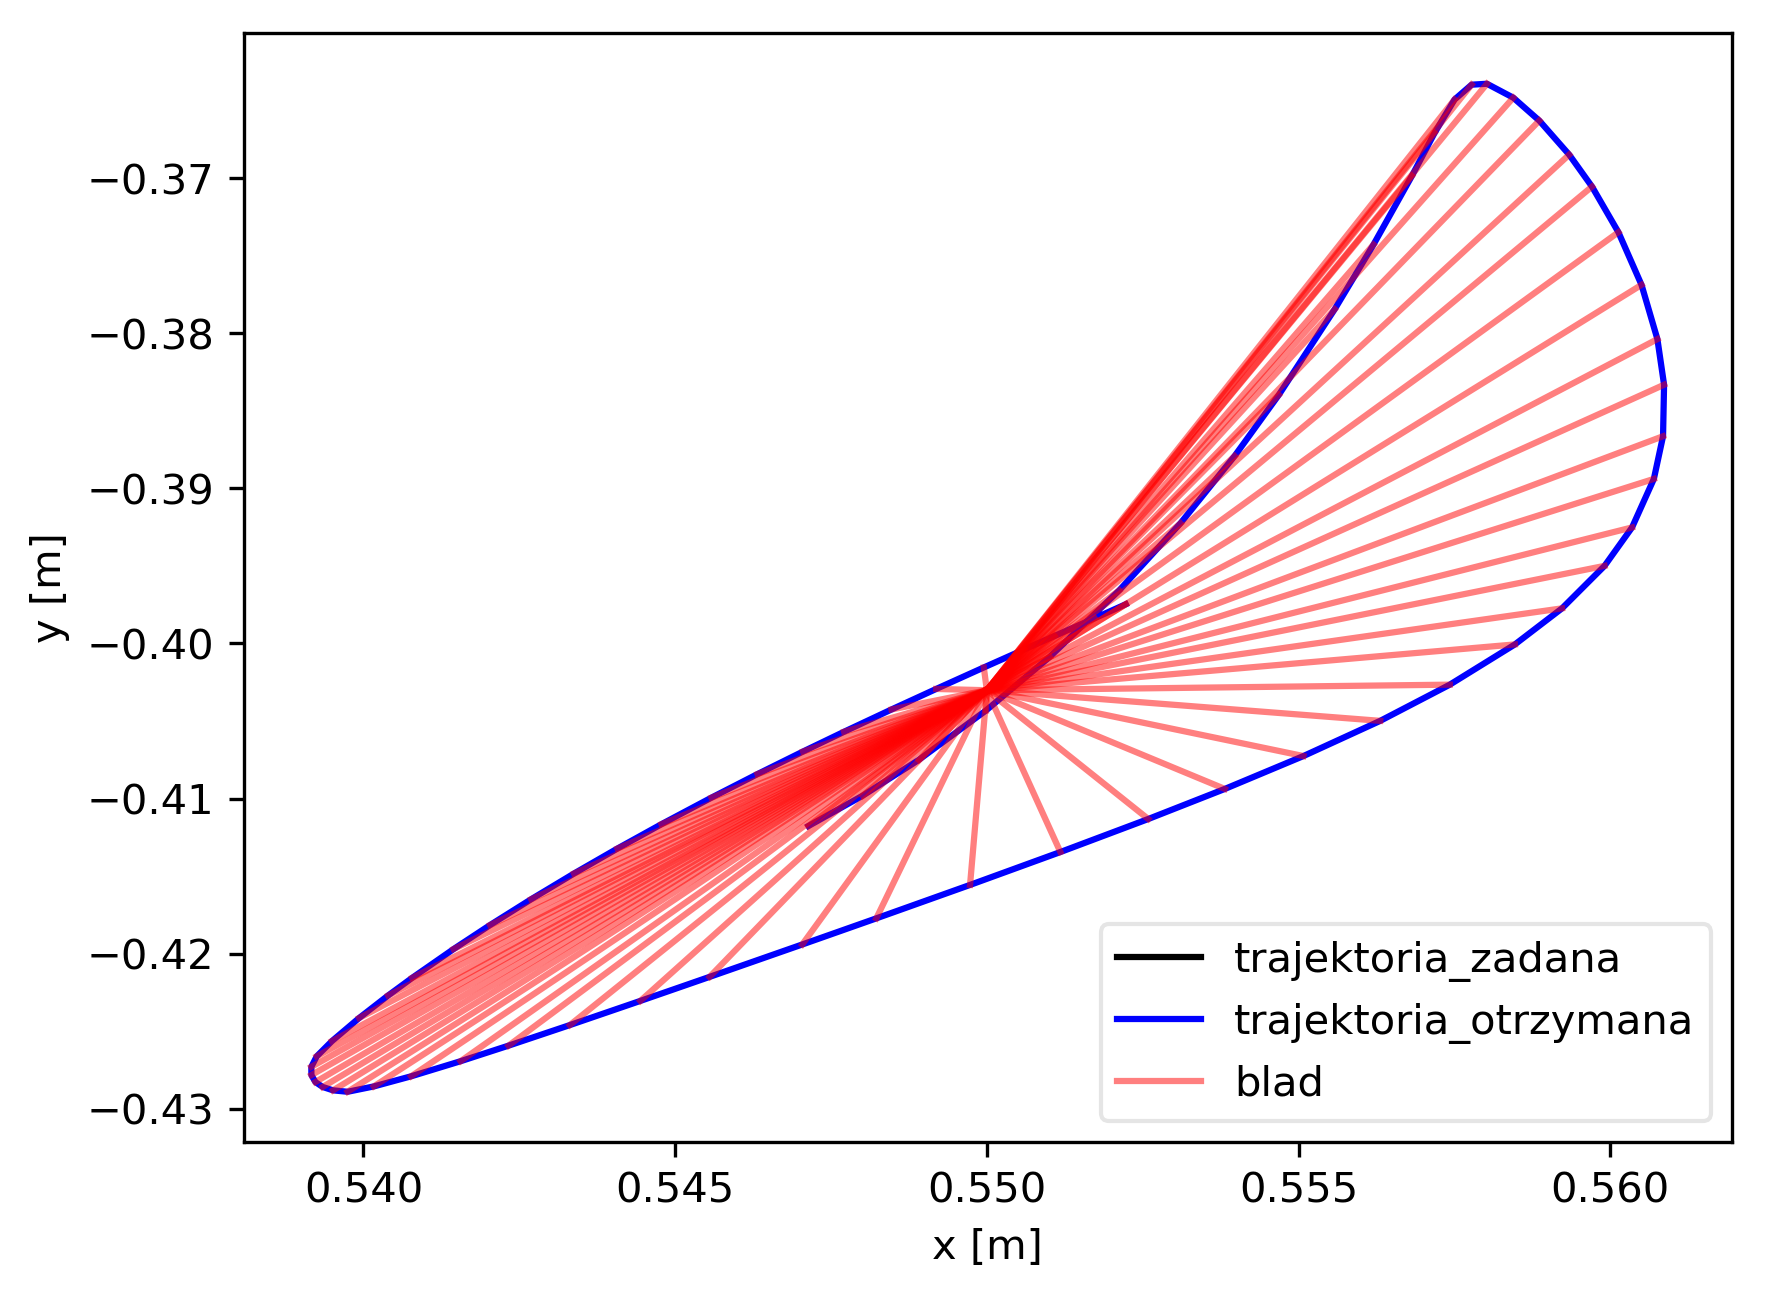 −0.37
−0.38
−0.39
−0.40
−0.41
−0.42
−0.43
y [m]
0.540 0.545 0.550 0.555 0.560
x [m]
trajektoria_zadana
trajektoria_otrzymana
blad